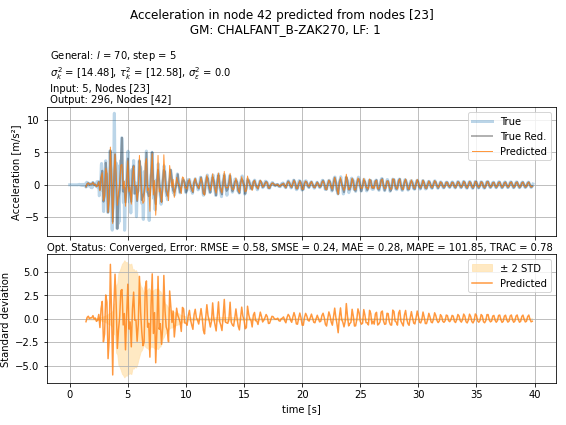 Acceleration in node 42 predicted from nodes [23]
GM: CHALFANT_B-ZAK270, LF: 1
General: l = 70, step = 5
σ²ₖ = [14.48], τ²ₖ = [12.58], σ²ε = 0.0
Input: 5, Nodes [23]
Output: 296, Nodes [42]
Acceleration [m/s²]
10
5
0
−5
True
True Red.
Predicted
Opt. Status: Converged, Error: RMSE = 0.58, SMSE = 0.24, MAE = 0.28, MAPE = 101.85, TRAC = 0.78
Standard deviation
5.0
2.5
0.0
−2.5
−5.0
± 2 STD
Predicted
0 5 10 15 20 25 30 35 40
time [s]